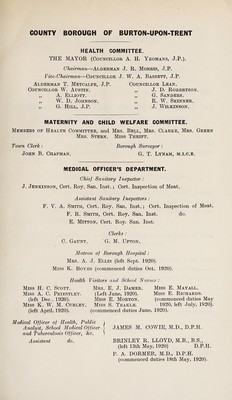 COUNTY BOROUGH OF BURTON-UPON-TRENT
HEALTH COMMITTEE.
THE MAYOR (COUNCILLOR A. H. YEOMANS, J.P.).
Chairman—ALDERMAN J. R. MORRIS, J.P.
Vice-Chairman—COUNCILLOR J. W. A. BASSETT, J.P.
ALDERMAN T. METCALFE, J.P. COUNCILLOR LEAN.
COUNCILLOR W. AUSTIN. „ J. D. ROBERTSON.
„ A. ELLIOTT. „ G. SANDERS.
„ W. D. JOHNSON. „ R. W. SKENNER.
„ G. HILL, J.P. „ J. WILKINSON.
MATERNITY AND CHILD WELFARE COMMITTEE.
MEMBERS OF HEALTH COMMITTEE, and MRS. BELL, MRS. CLARKE, MRS. GREEN
MRS. STERN. MISS THRIFT.
Town Clerk : Borough Surveyor :
JOHN B. CHAPMAN. G. T. LYNAM, M.I.C.E.
MEDICAL OFFICER'S DEPARTMENT.
Chief Sanitary Inspector :
J. JENKINSON, Cert. Roy. San. Inst. ; Cert. Inspection of Meat.
Assistant Sanitary Inspectors :
F. V. A. SMITH, Cert. Roy. San. Inst. ; Cert. Inspection of Meat.
F. R. SMITH, Cert. Roy. San. Inst. do.
E. MITTON, Cert. Roy. San. Inst.
Clerks :
C. GAUNT. G. M. UPTON.
Matron of Borough Hospital :
MRS. A. J. ELLIS (left Sept. 1920).
MISS K. BOYES (commenced duties Oct. 1920).
Health Visitors and School Nurses :
MISS H. C. SCOTT. MRS. E. J. DAMES. MISS E. MAYALL.
MISS A. C. PRIESTLEY. (Left June, 1920). MISS E. RICHARDS.
(left Dec., 1920). MISS E. MORTON. (commenced duties May
MISS K. W. M. CURLEY. MISS S. TEALLE. 1920, left July, 1920).
(left April, 1920). (commenced duties June, 1920).
Medical Officer of Health, Public
Analyst, School Medical Officer JAMES M. COWIE, M.D., D.P.H.
and Tuberculosis Officer, &c.
Assistant do. BRINLEY R. LLOYD, M.B., B.S.,
(left 13th May, 1920) D.P.H.
F. A. DORMER, M.D., D.P.H.
(commenced duties 18th May, 1920).